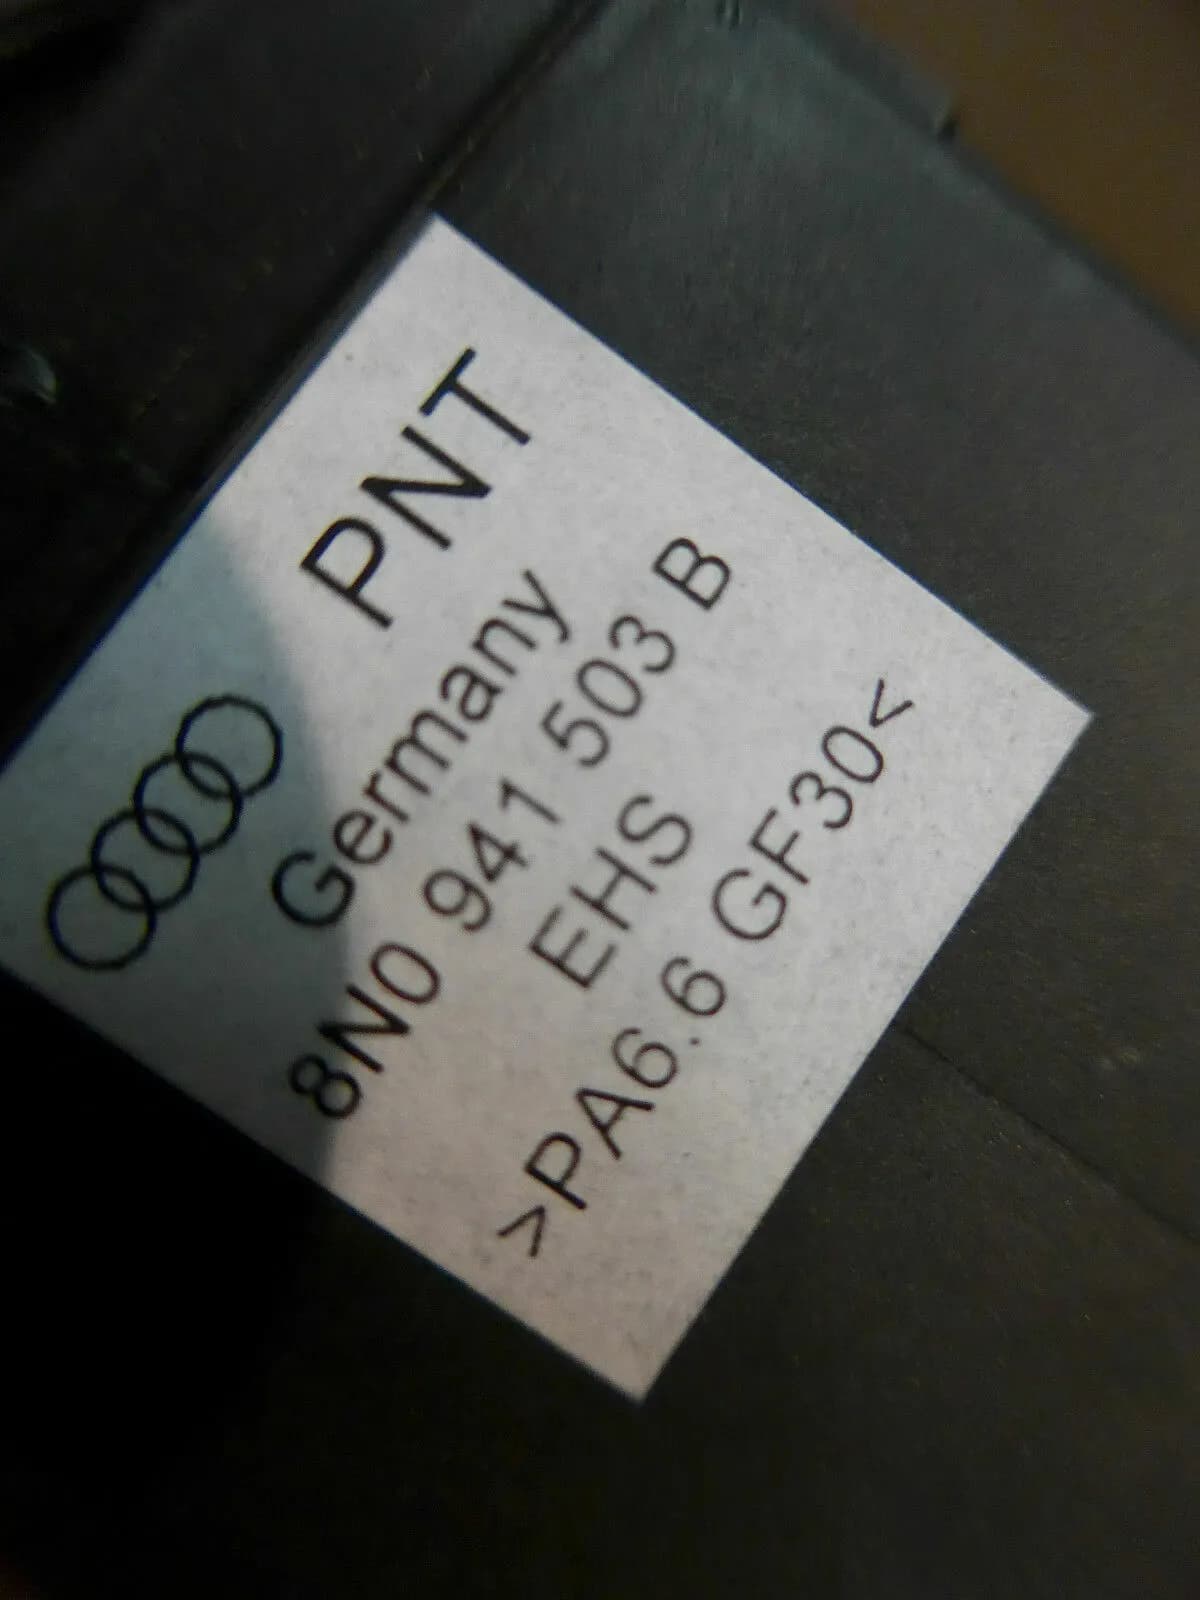 PNT
Germany
8N0 941 503 B
EHS
>PA6.6 GF30<